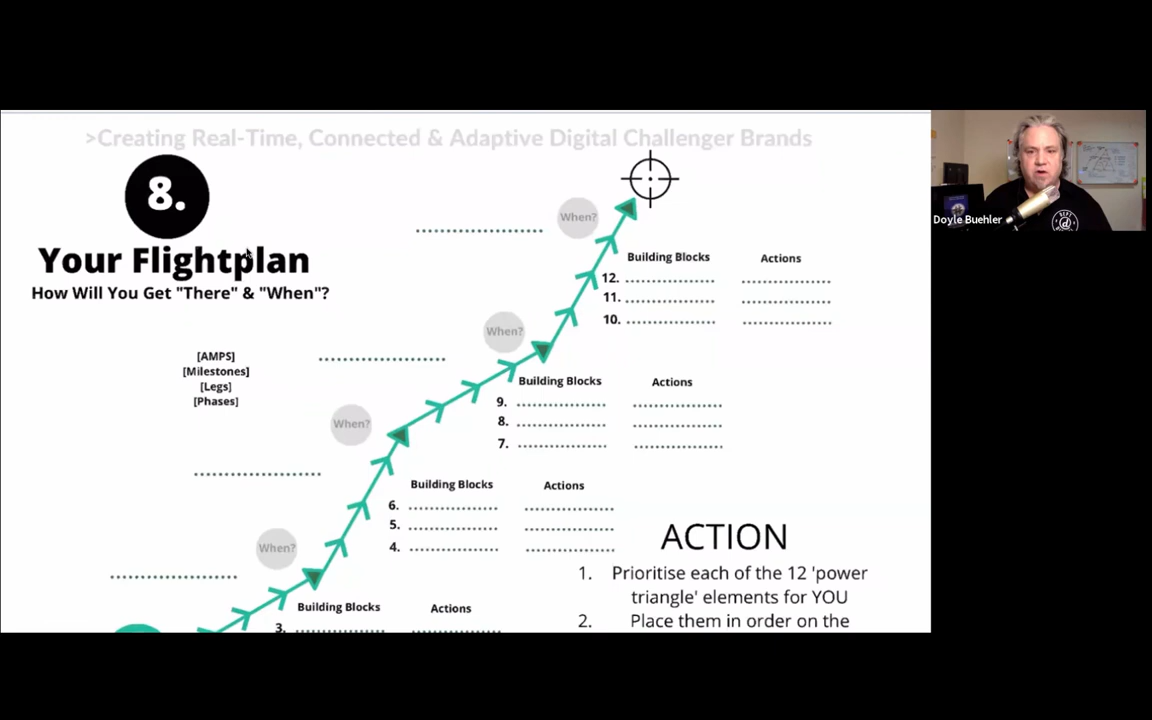 >Creating Real-Time, Connected & Adaptive Digital Challenger Brands
8.
Your Flightplan
How Will You Get "There" & "When"?
[AMPS]
[Milestones]
[Legs]
[Phases]
When?
Building Blocks Actions
12.
11.
10.
When?
Building Blocks Actions
9.
8.
7.
When?
Building Blocks Actions
6.
5.
4.
When?
Building Blocks Actions
3.
ACTION
1. Prioritise each of the 12 'power
triangle' elements for YOU
2. Place them in order on the
Doyle Buehler